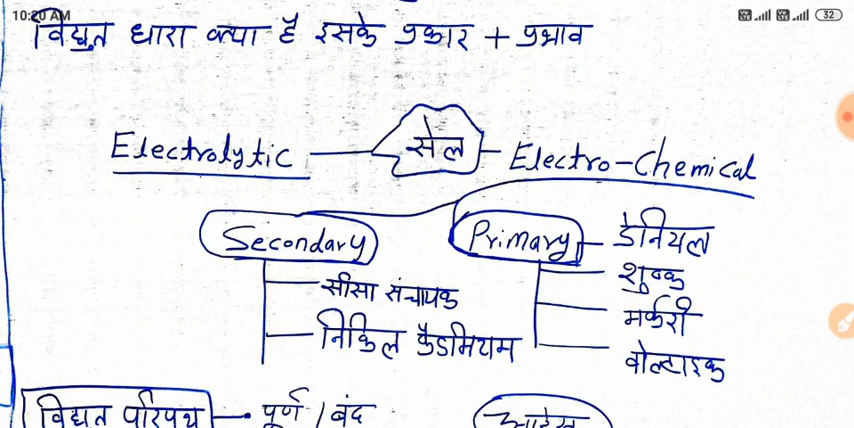 10:20 AM 32
विद्युत धारा क्या है इसके प्रकार + प्रभाव
Electrolytic — सेल — Electro-Chemical
Secondary Primary — डेनियल
सीसा संचायक शुष्क
निकिल कैडमियम मर्करी
वोल्टाइक
विद्युत परिपथ → पूर्ण / बंद